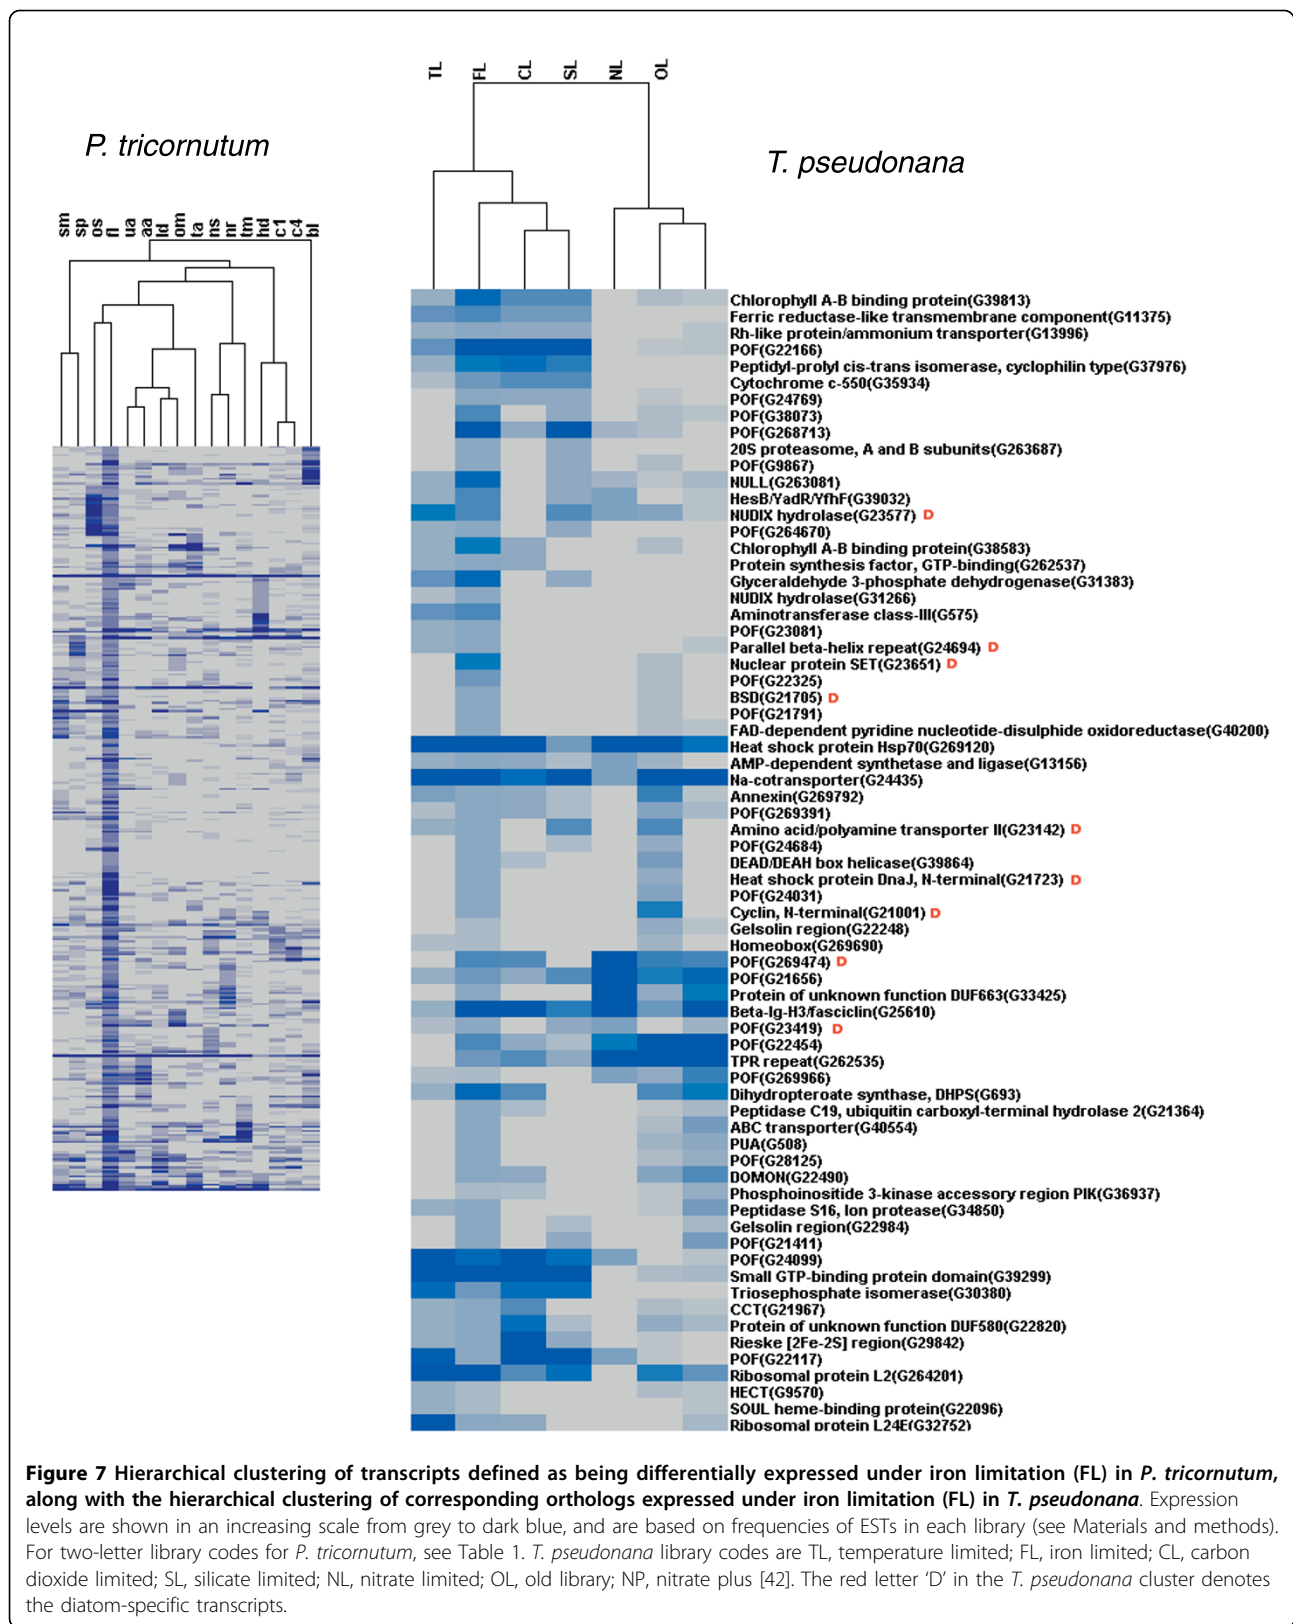 TL FL CL SL NL OL
P. tricornutum
T. pseudonana
sm sp os fl ua aa ld om ta ns nr tm hd c1 c4 bl
Chlorophyll A-B binding protein(G39813)
Ferric reductase-like transmembrane component(G11375)
Rh-like protein/ammonium transporter(G13996)
POF(G22166)
Peptidyl-prolyl cis-trans isomerase, cyclophilin type(G37976)
Cytochrome c-550(G35934)
POF(G24769)
POF(G38073)
POF(G268713)
20S proteasome, A and B subunits(G263687)
POF(G9867)
NULL(G263081)
HesB/YadR/YfhF(G39032)
NUDIX hydrolase(G23577) D
POF(G264670)
Chlorophyll A-B binding protein(G38583)
Protein synthesis factor, GTP-binding(G262537)
Glyceraldehyde 3-phosphate dehydrogenase(G31383)
NUDIX hydrolase(G31266)
Aminotransferase class-III(G575)
POF(G23081)
Parallel beta-helix repeat(G24694) D
Nuclear protein SET(G23651) D
POF(G22325)
BSD(G21705) D
POF(G21791)
FAD-dependent pyridine nucleotide-disulphide oxidoreductase(G40200)
Heat shock protein Hsp70(G269120)
AMP-dependent synthetase and ligase(G13156)
Na-cotransporter(G24435)
Annexin(G269792)
POF(G269391)
Amino acid/polyamine transporter II(G23142) D
POF(G24684)
DEAD/DEAH box helicase(G39864)
Heat shock protein DnaJ, N-terminal(G21723) D
POF(G24031)
Cyclin, N-terminal(G21001) D
Gelsolin region(G22248)
Homeobox(G269690)
POF(G269474) D
POF(G21656)
Protein of unknown function DUF663(G33425)
Beta-Ig-H3/fasciclin(G25610)
POF(G23419) D
POF(G22454)
TPR repeat(G262535)
POF(G269966)
Dihydropteroate synthase, DHPS(G693)
Peptidase C19, ubiquitin carboxyl-terminal hydrolase 2(G21364)
ABC transporter(G40554)
PUA(G508)
POF(G28125)
DOMON(G22490)
Phosphoinositide 3-kinase accessory region PIK(G36937)
Peptidase S16, lon protease(G34850)
Gelsolin region(G22984)
POF(G21411)
POF(G24099)
Small GTP-binding protein domain(G39299)
Triosephosphate isomerase(G30380)
CCT(G21967)
Protein of unknown function DUF580(G22820)
Rieske [2Fe-2S] region(G29842)
POF(G22117)
Ribosomal protein L2(G264201)
HECT(G9570)
SOUL heme-binding protein(G22096)
Ribosomal protein L24E(G32752)
Figure 7 Hierarchical clustering of transcripts defined as being differentially expressed under iron limitation (FL) in P. tricornutum,
along with the hierarchical clustering of corresponding orthologs expressed under iron limitation (FL) in T. pseudonana. Expression
levels are shown in an increasing scale from grey to dark blue, and are based on frequencies of ESTs in each library (see Materials and methods).
For two-letter library codes for P. tricornutum, see Table 1. T. pseudonana library codes are TL, temperature limited; FL, iron limited; CL, carbon
dioxide limited; SL, silicate limited; NL, nitrate limited; OL, old library; NP, nitrate plus [42]. The red letter ‘D’ in the T. pseudonana cluster denotes
the diatom-specific transcripts.